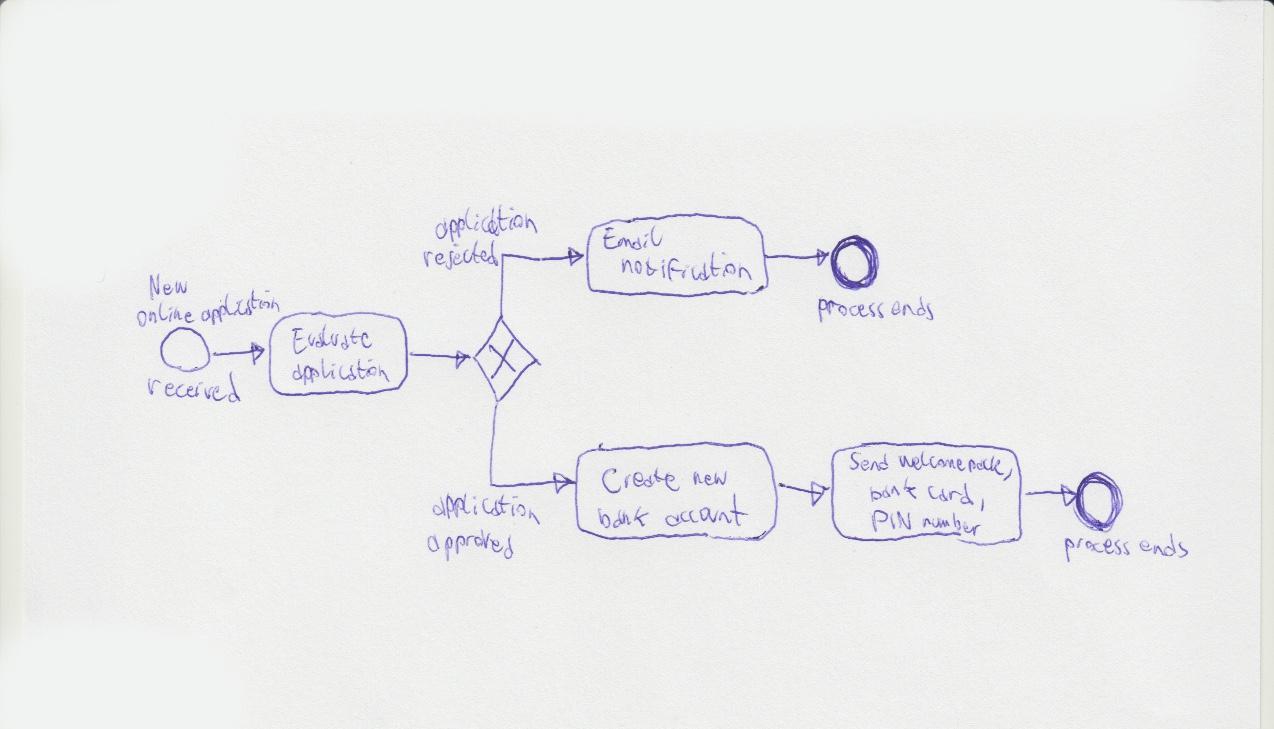 New
online application
received
Evaluate
application
application
rejected
Email
notification
process ends
application
approved
Create new
bank account
Send welcome pack,
bank card,
PIN number
process ends